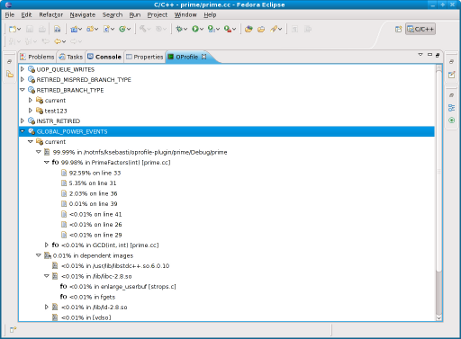 C/C++ - prime/prime.cc - Fedora Eclipse
File Edit Refactor Navigate Search Run Project Window Help
C/C++
Problems Tasks Console Properties OProfile
UOP_QUEUE_WRITES
RETIRED_MISPRED_BRANCH_TYPE
RETIRED_BRANCH_TYPE
current
test123
INSTR_RETIRED
GLOBAL_POWER_EVENTS
current
99.99% in /notnfs/ksebasti/oprofile-plugin/prime/Debug/prime
99.98% in PrimeFactors(int) [prime.cc]
92.59% on line 33
5.35% on line 31
2.03% on line 36
0.01% on line 39
<0.01% on line 41
<0.01% on line 26
<0.01% on line 29
<0.01% in GCD(int, int) [prime.cc]
0.01% in dependent images
<0.01% in /usr/lib/libstdc++.so.6.0.10
<0.01% in /lib/libc-2.8.so
<0.01% in enlarge_userbuf [strops.c]
<0.01% in fgets
<0.01% in /lib/ld-2.8.so
<0.01% in [vdso]